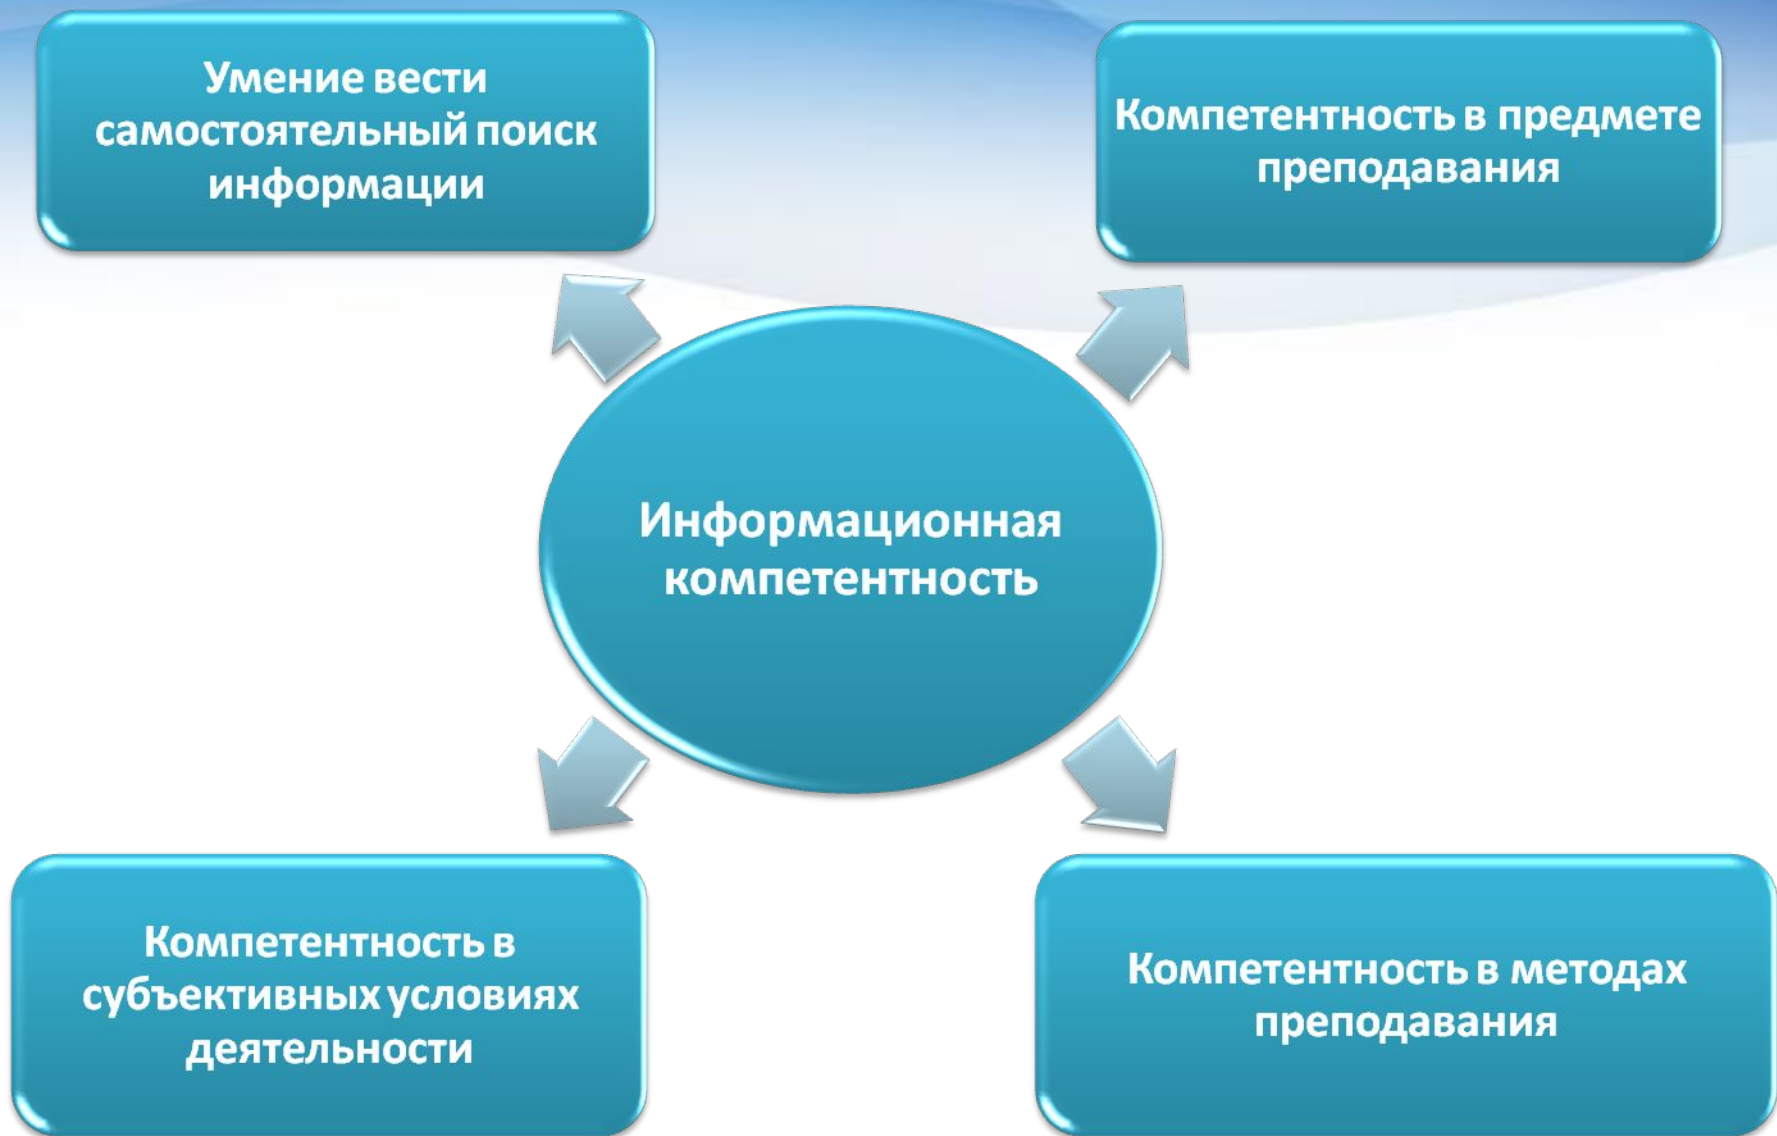 Умение вести
самостоятельный поиск
информации
Компетентность в предмете
преподавания
Информационная
компетентность
Компетентность в
субъективных условиях
деятельности
Компетентность в методах
преподавания